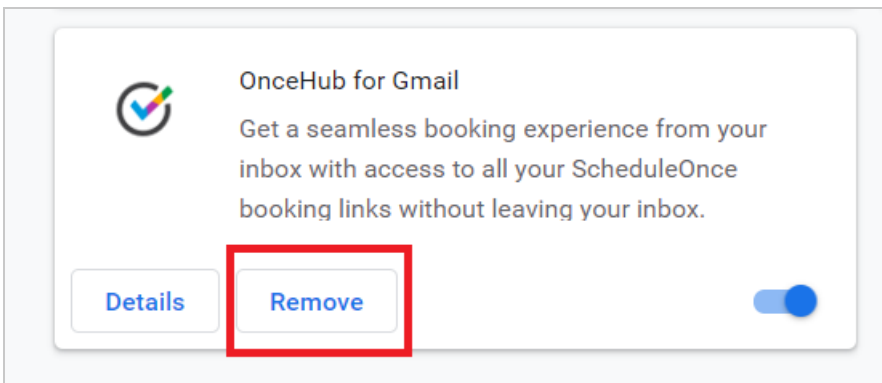 OnceHub for Gmail
Get a seamless booking experience from your
inbox with access to all your ScheduleOnce
booking links without leaving your inbox.
Details
Remove